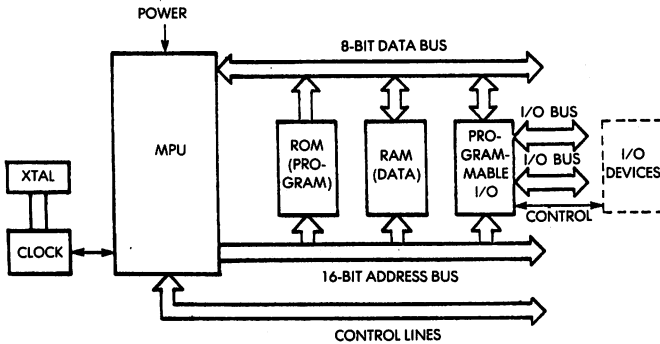 POWER
8-BIT DATA BUS
MPU
XTAL
CLOCK
ROM
(PRO-
GRAM)
RAM
(DATA)
PRO-
GRAM-
MABLE
I/O
I/O BUS
I/O BUS
CONTROL
I/O
DEVICES
16-BIT ADDRESS BUS
CONTROL LINES